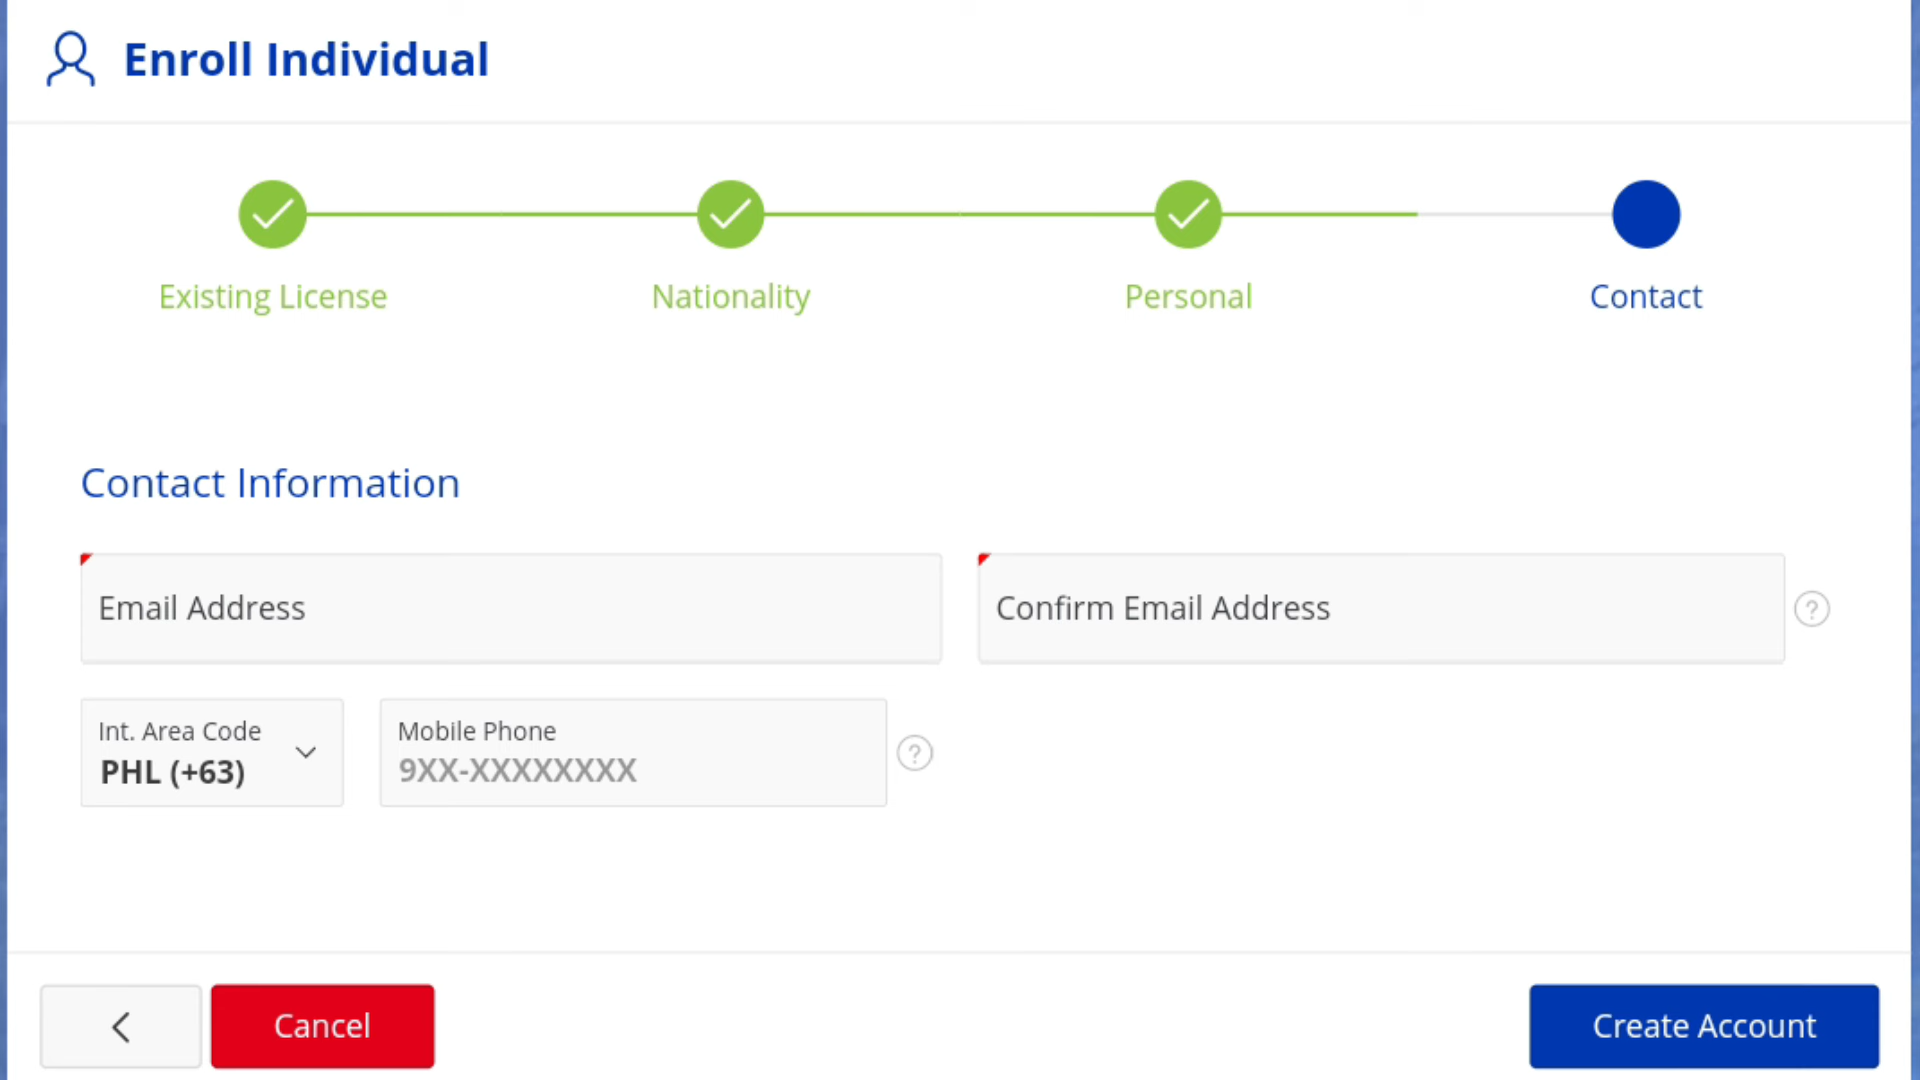 Enroll Individual
Existing License
Nationality
Personal
Contact
Contact Information
Email Address
Confirm Email Address
?
Int. Area Code
PHL (+63)
Mobile Phone
9XX-XXXXXXXX
?
Cancel
Create Account